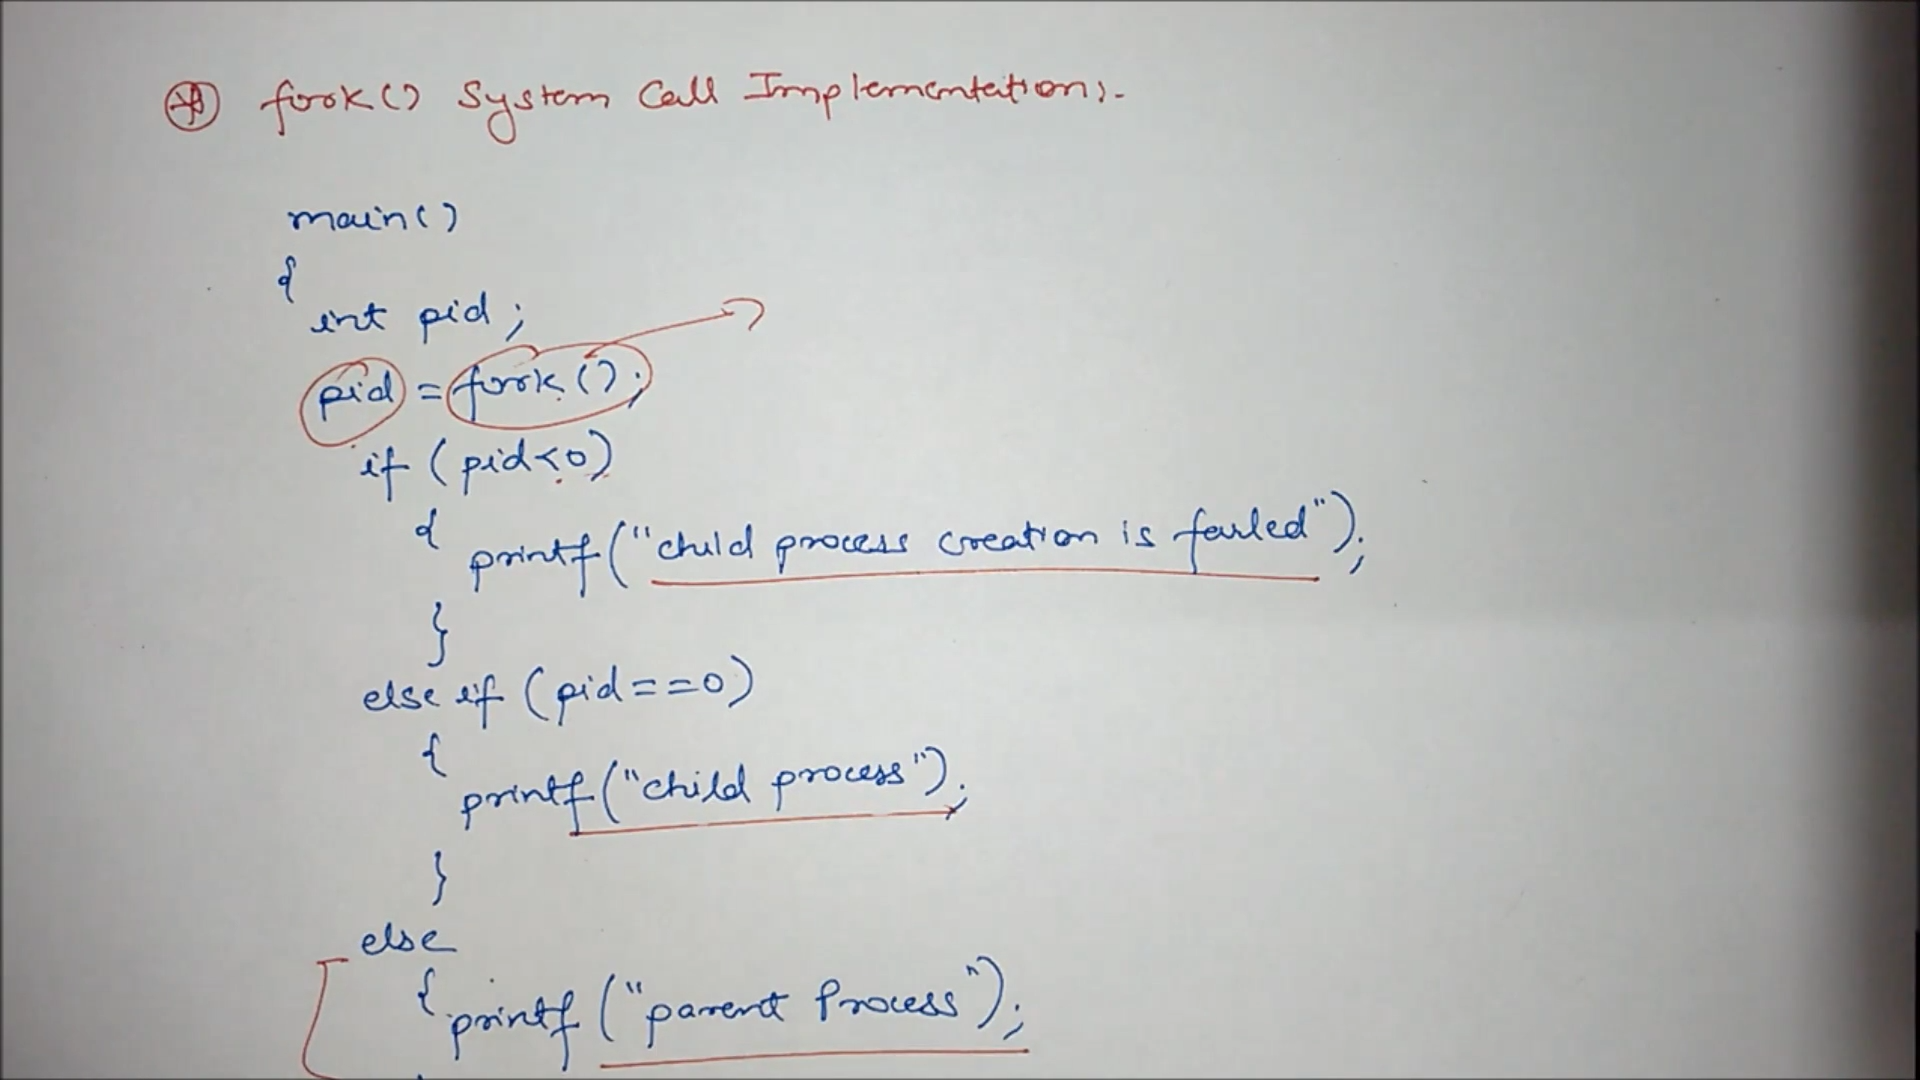 fork() System Call Implementation:-
main()
{
int pid;
pid = fork();
if (pid<0)
{
printf("child process creation is failed");
}
else if (pid==0)
{
printf("child process");
}
else
{ printf("parent Process");